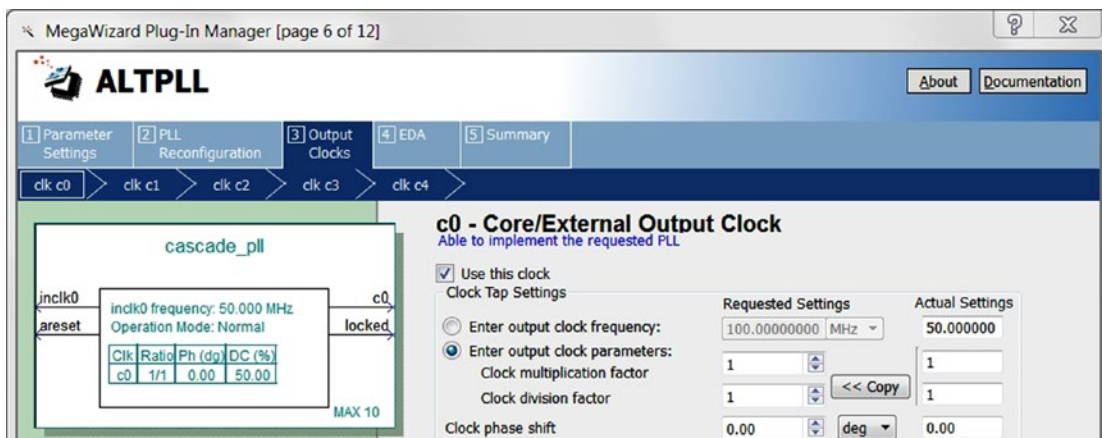 MegaWizard Plug-In Manager [page 6 of 12]
ALTPLL
About Documentation
1 Parameter Settings
2 PLL Reconfiguration
3 Output Clocks
4 EDA
5 Summary
clk c0
clk c1
clk c2
clk c3
clk c4
cascade_pll
inclk0
areset
inclk0 frequency: 50.000 MHz
Operation Mode: Normal
Clk Ratio Ph (dg) DC (%)
c0 1/1 0.00 50.00
c0
locked
MAX 10
c0 - Core/External Output Clock
Able to implement the requested PLL
Use this clock
Clock Tap Settings
Requested Settings
Actual Settings
Enter output clock frequency:
100.00000000 MHz
50.000000
Enter output clock parameters:
Clock multiplication factor
1
<< Copy
1
Clock division factor
1
1
Clock phase shift
0.00
deg
0.00